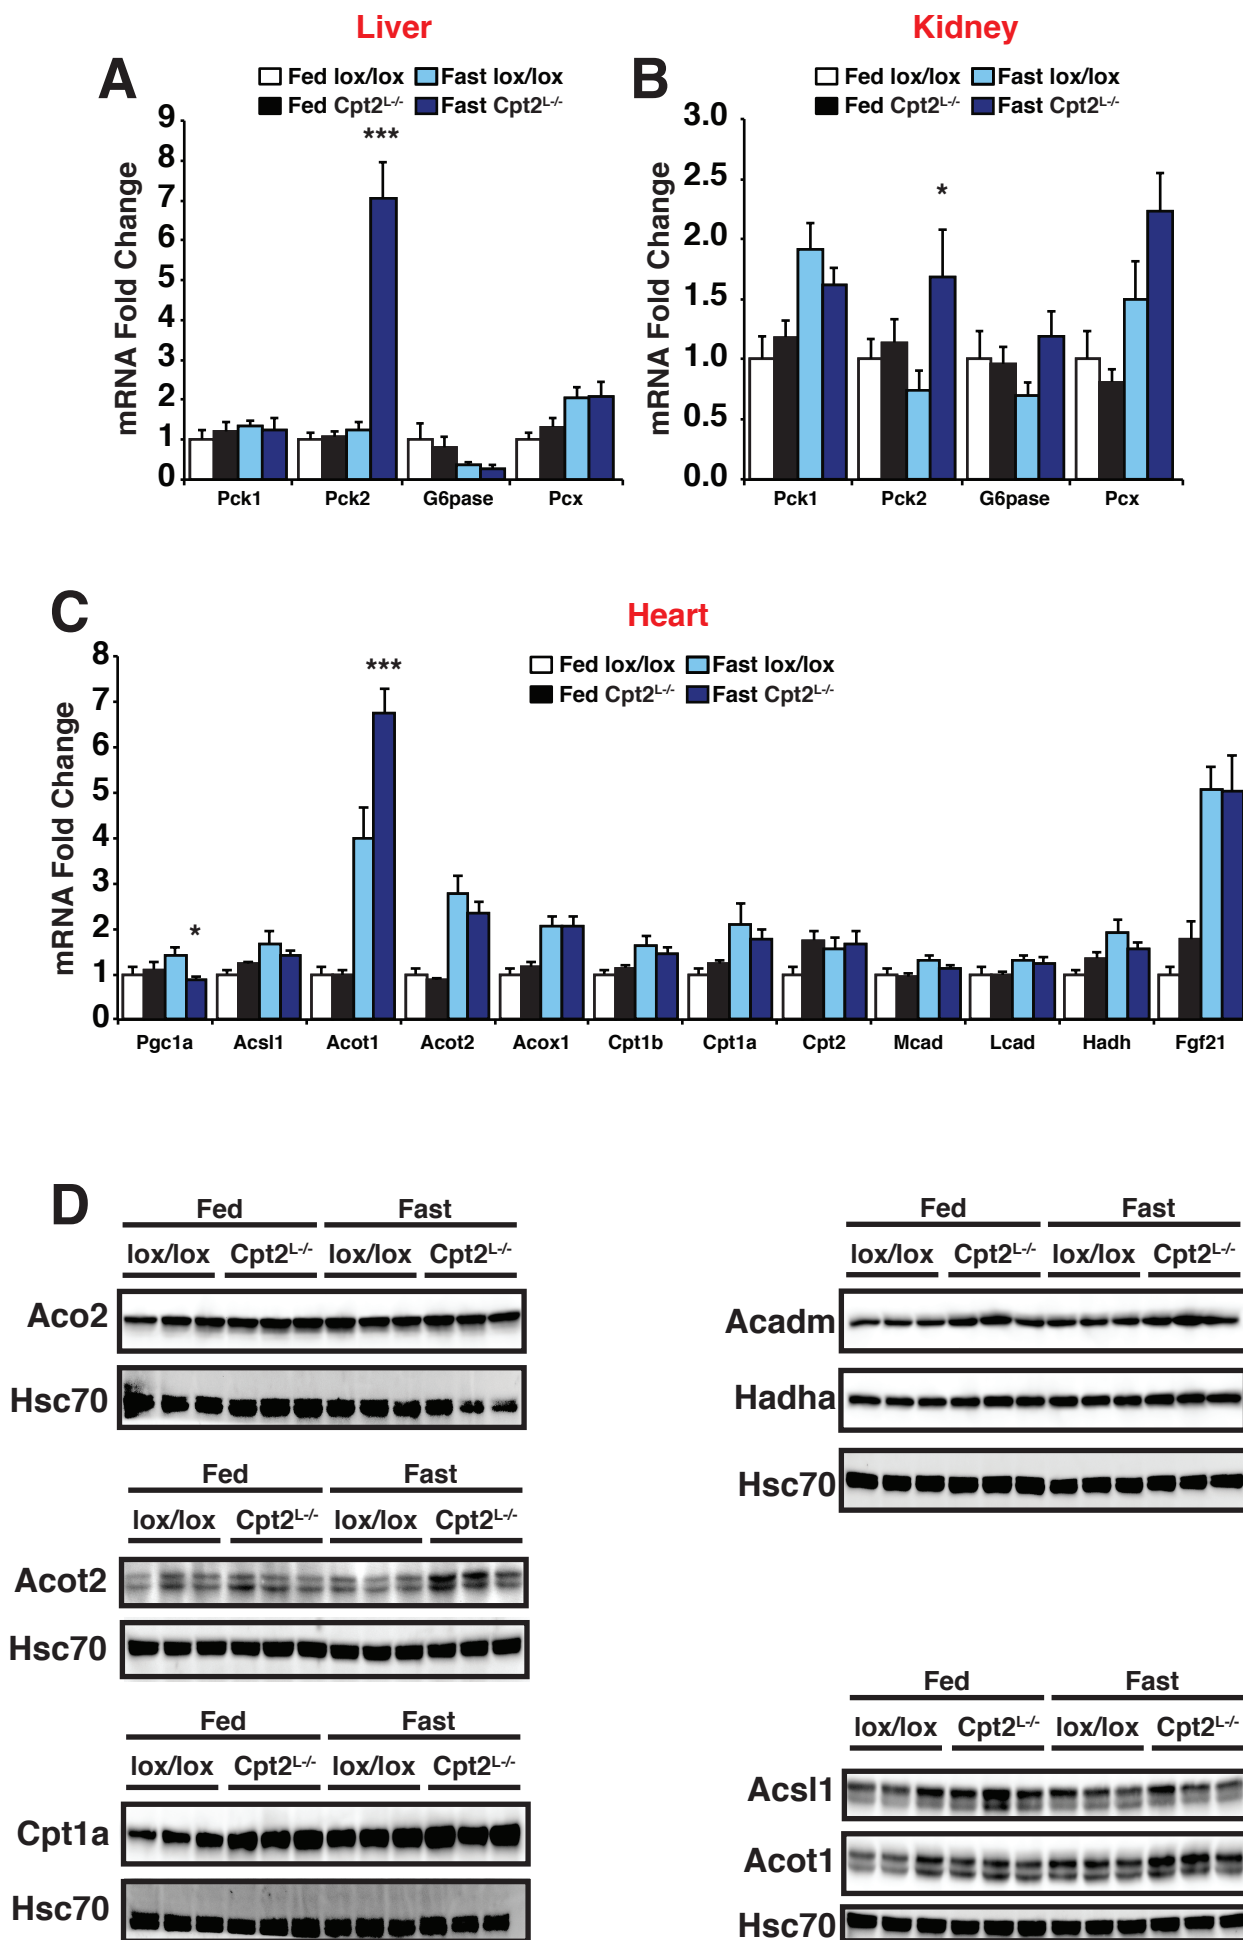 Liver
A
Fed lox/lox Fast lox/lox
Fed Cpt2L-/- Fast Cpt2L-/-
mRNA Fold Change
9
8
7
6
5
4
3
2
1
0
***
Pck1 Pck2 G6pase Pcx
Kidney
B
Fed lox/lox Fast lox/lox
Fed Cpt2L-/- Fast Cpt2L-/-
mRNA Fold Change
3.0
2.5
2.0
1.5
1.0
0.5
0.0
*
Pck1 Pck2 G6pase Pcx
C
Heart
Fed lox/lox Fast lox/lox
Fed Cpt2L-/- Fast Cpt2L-/-
mRNA Fold Change
8
7
6
5
4
3
2
1
0
*
***
Pgc1a Acsl1 Acot1 Acot2 Acox1 Cpt1b Cpt1a Cpt2 Mcad Lcad Hadh Fgf21
D
Fed Fast
lox/lox Cpt2L-/- lox/lox Cpt2L-/-
Aco2
Hsc70
Fed Fast
lox/lox Cpt2L-/- lox/lox Cpt2L-/-
Acot2
Hsc70
Fed Fast
lox/lox Cpt2L-/- lox/lox Cpt2L-/-
Cpt1a
Hsc70
Fed Fast
lox/lox Cpt2L-/- lox/lox Cpt2L-/-
Acadm
Hadha
Hsc70
Fed Fast
lox/lox Cpt2L-/- lox/lox Cpt2L-/-
Acsl1
Acot1
Hsc70